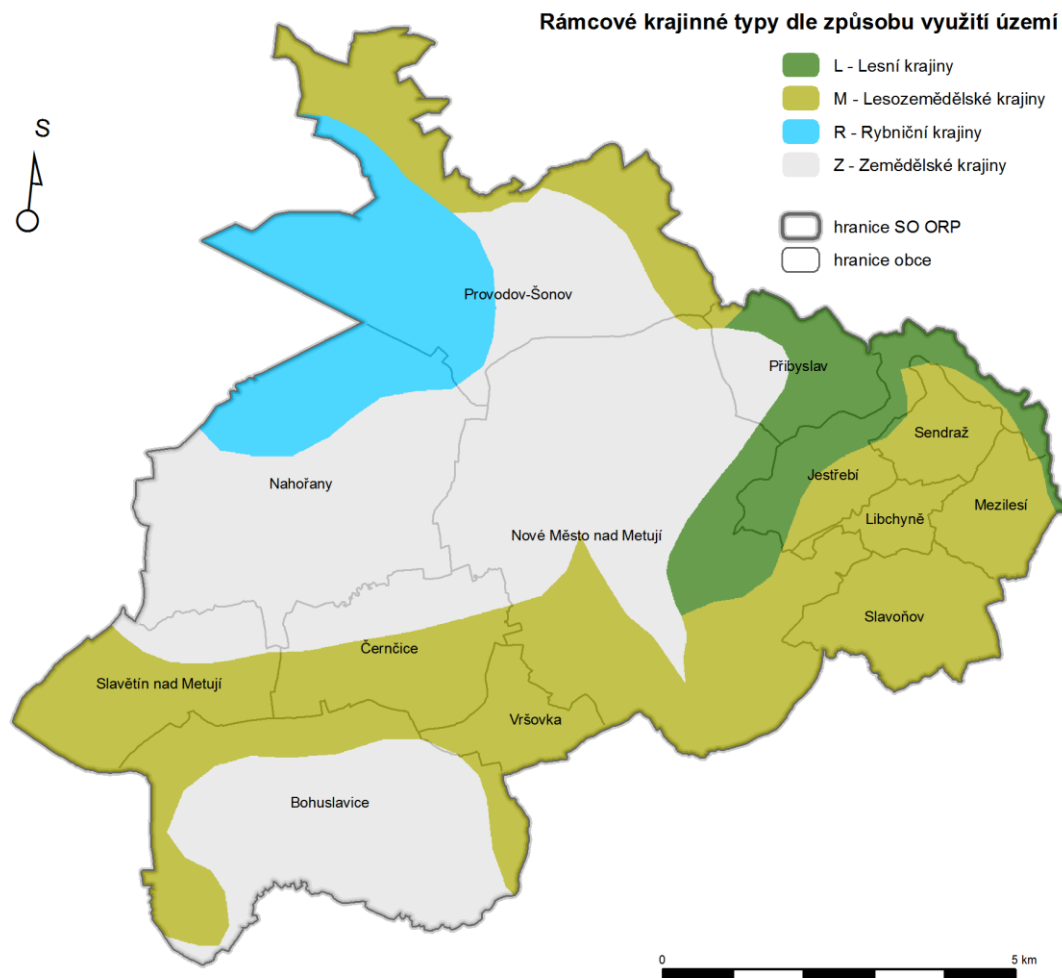 Rámcové krajinné typy dle způsobu využití území
L - Lesní krajiny
M - Lesozemědělské krajiny
R - Rybniční krajiny
Z - Zemědělské krajiny
S
hranice SO ORP
hranice obce
Provodov-Šonov
Přibyslav
Sendraž
Jestřebí
Nahořany
Mezilesí
Libchyně
Nové Město nad Metují
Slavoňov
Černčice
Slavětín nad Metují
Vršovka
Bohuslavice
0
5 km